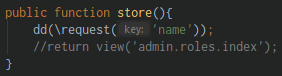 public function store(){
dd(\request( key: 'name'));
//return view('admin.roles.index');
}